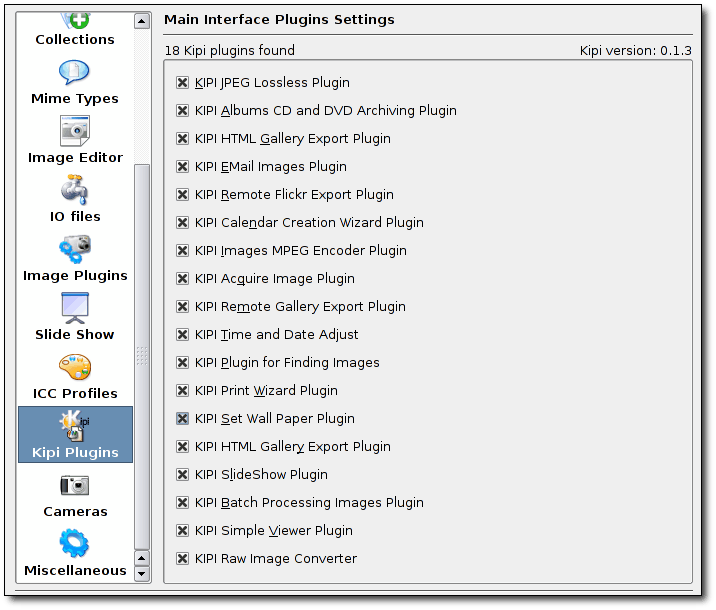 Collections
Mime Types
Image Editor
IO files
Image Plugins
Slide Show
ICC Profiles
Kipi
Kipi Plugins
Cameras
Miscellaneous
Main Interface Plugins Settings
18 Kipi plugins found
Kipi version: 0.1.3
KIPI JPEG Lossless Plugin
KIPI Albums CD and DVD Archiving Plugin
KIPI HTML Gallery Export Plugin
KIPI EMail Images Plugin
KIPI Remote Flickr Export Plugin
KIPI Calendar Creation Wizard Plugin
KIPI Images MPEG Encoder Plugin
KIPI Acquire Image Plugin
KIPI Remote Gallery Export Plugin
KIPI Time and Date Adjust
KIPI Plugin for Finding Images
KIPI Print Wizard Plugin
KIPI Set Wall Paper Plugin
KIPI HTML Gallery Export Plugin
KIPI SlideShow Plugin
KIPI Batch Processing Images Plugin
KIPI Simple Viewer Plugin
KIPI Raw Image Converter